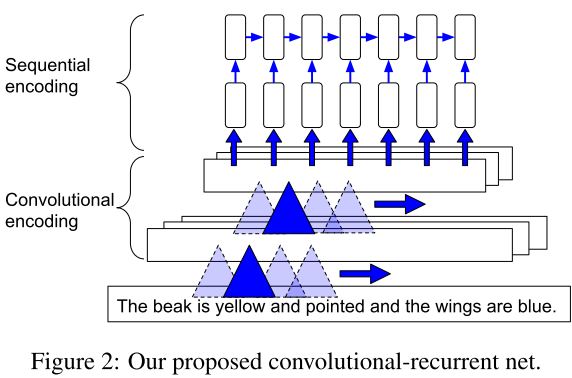 Sequential
encoding
Convolutional
encoding
The beak is yellow and pointed and the wings are blue.
Figure 2: Our proposed convolutional-recurrent net.